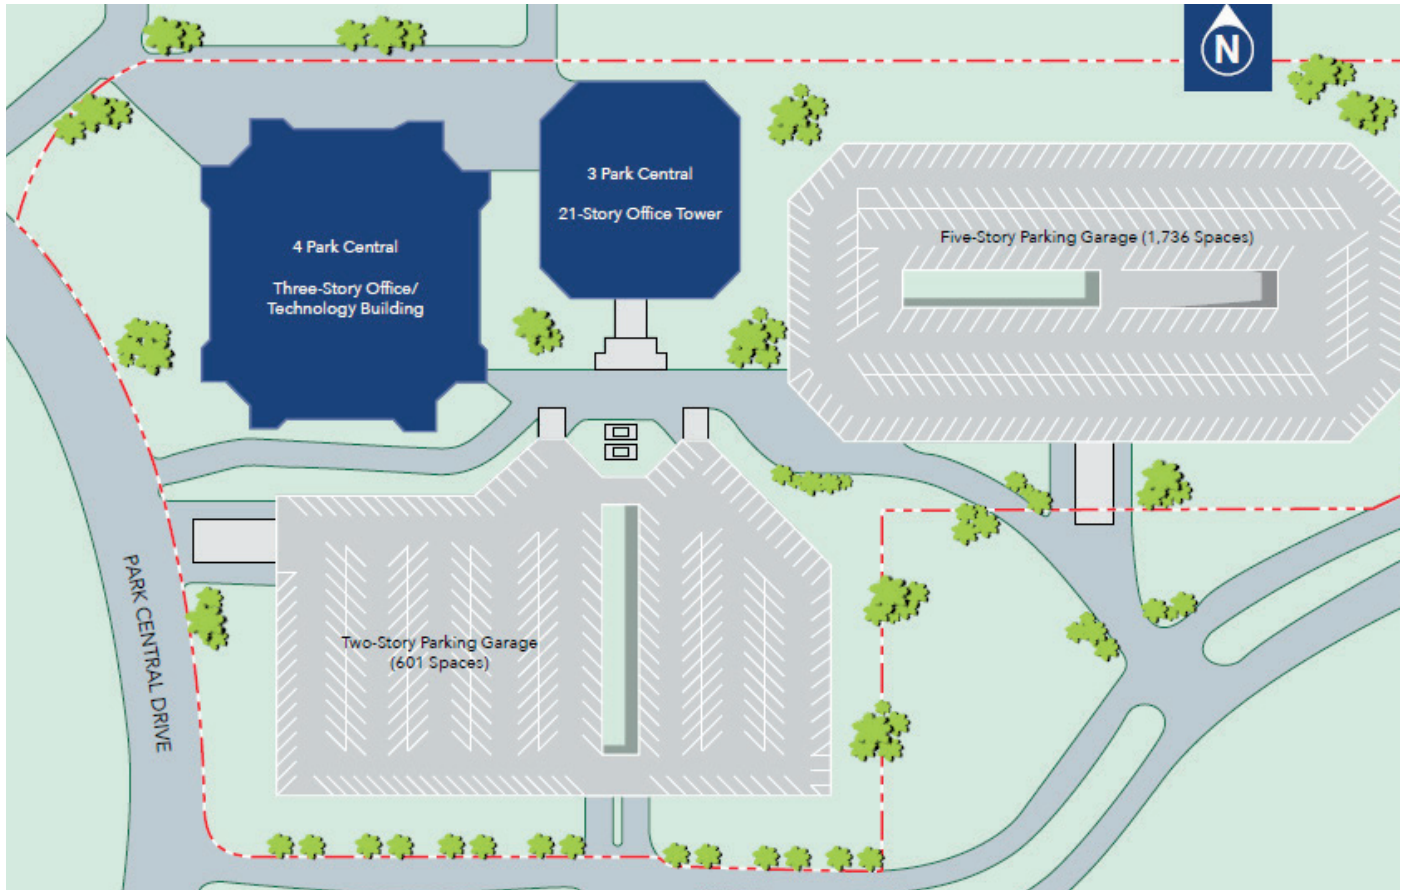 N
3 Park Central
21-Story Office Tower
4 Park Central
Three-Story Office/
Technology Building
Five-Story Parking Garage (1,736 Spaces)
Two-Story Parking Garage
(601 Spaces)
PARK CENTRAL DRIVE